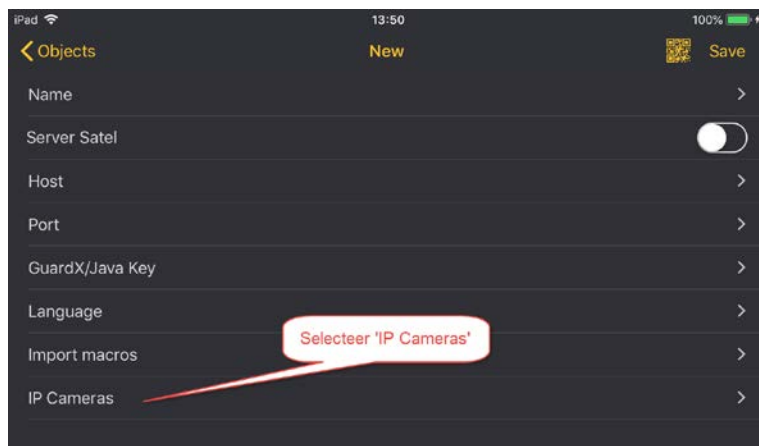 iPad 13:50 100%
Objects New Save
Name
Server Satel
Host
Port
GuardX/Java Key
Language
Selecteer 'IP Cameras'
Import macros
IP Cameras